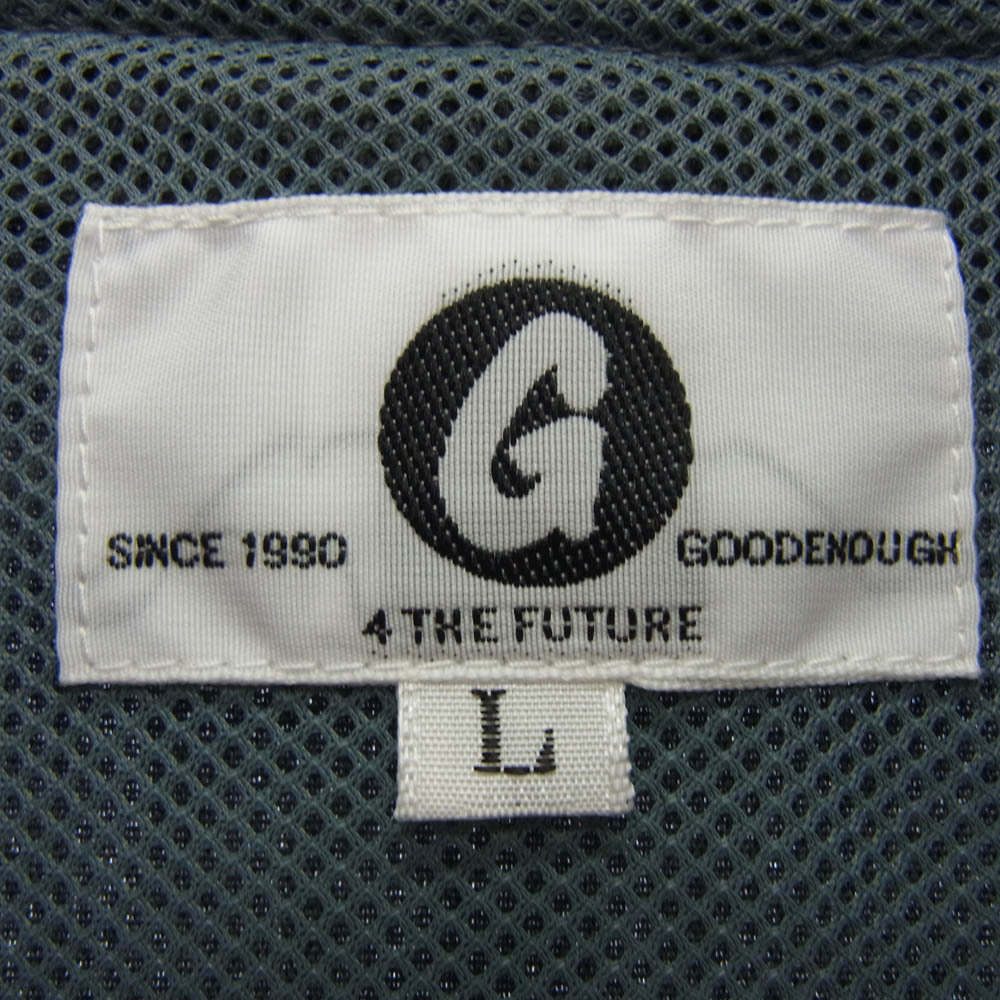 G
SINCE 1990 GOODENOUGH
4 THE FUTURE
L